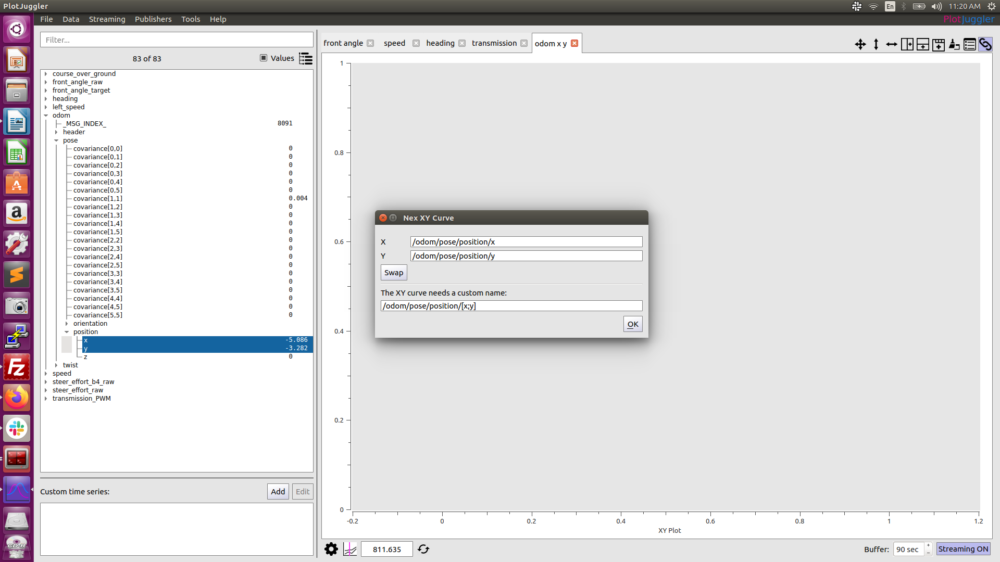 PlotJuggler
En
11:20 AM
File Data Streaming Publishers Tools Help
PlotJuggler
Filter...
83 of 83
Values
course_over_ground
front_angle_raw
front_angle_target
heading
left_speed
odom
_MSG_INDEX_ 8091
header
pose
covariance[0,0] 0
covariance[0,1] 0
covariance[0,2] 0
covariance[0,3] 0
covariance[0,4] 0
covariance[0,5] 0
covariance[1,1] 0.004
covariance[1,2] 0
covariance[1,3] 0
covariance[1,4] 0
covariance[1,5] 0
covariance[2,2] 0
covariance[2,3] 0
covariance[2,4] 0
covariance[2,5] 0
covariance[3,3] 0
covariance[3,4] 0
covariance[3,5] 0
covariance[4,4] 0
covariance[4,5] 0
covariance[5,5] 0
orientation
position
x -5.086
y -3.282
z 0
twist
speed
steer_effort_b4_raw
steer_effort_raw
transmission_PWM
Custom time series:
Add
Edit
front angle
speed
heading
transmission
odom x y
1
0.8
0.6
0.4
0.2
0
-0.2 0 0.2 0.4 0.6 0.8 1 1.2
XY Plot
Nex XY Curve
X /odom/pose/position/x
Y /odom/pose/position/y
Swap
The XY curve needs a custom name:
/odom/pose/position/[x;y]
OK
811.635
Buffer: 90 sec
Streaming ON
A
a
S
Fz
CD-R